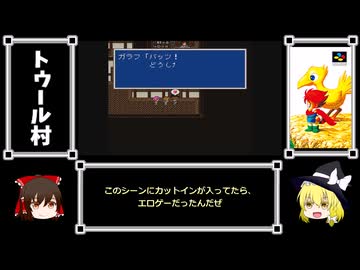 トゥール村
ガラフ「バッツ！
どうしﾅ
このシーンにカットインが入ってたら、
エロゲーだったんだぜ